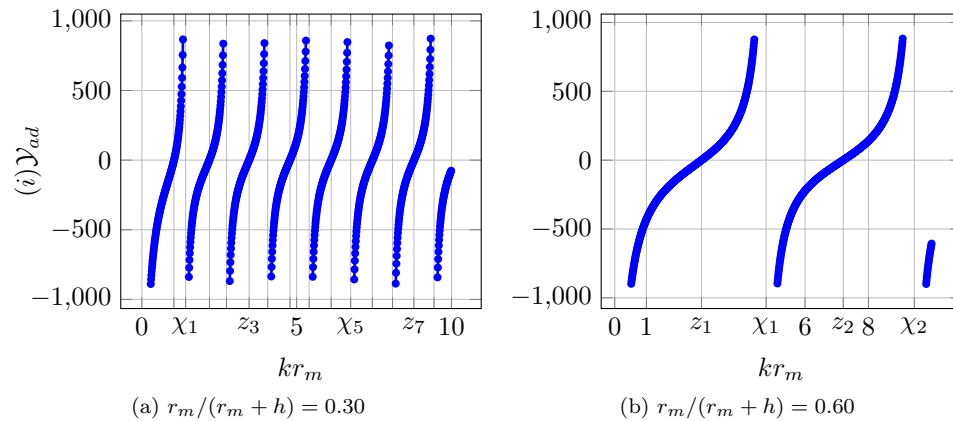 1,000
500
0
−500
−1,000
(i)𝒴ad
0 χ1 z3 5 χ5 z7 10
krm
(a) rm/(rm + h) = 0.30
1,000
500
0
−500
−1,000
0 1 z1 χ1 6 z2 8 χ2
krm
(b) rm/(rm + h) = 0.60